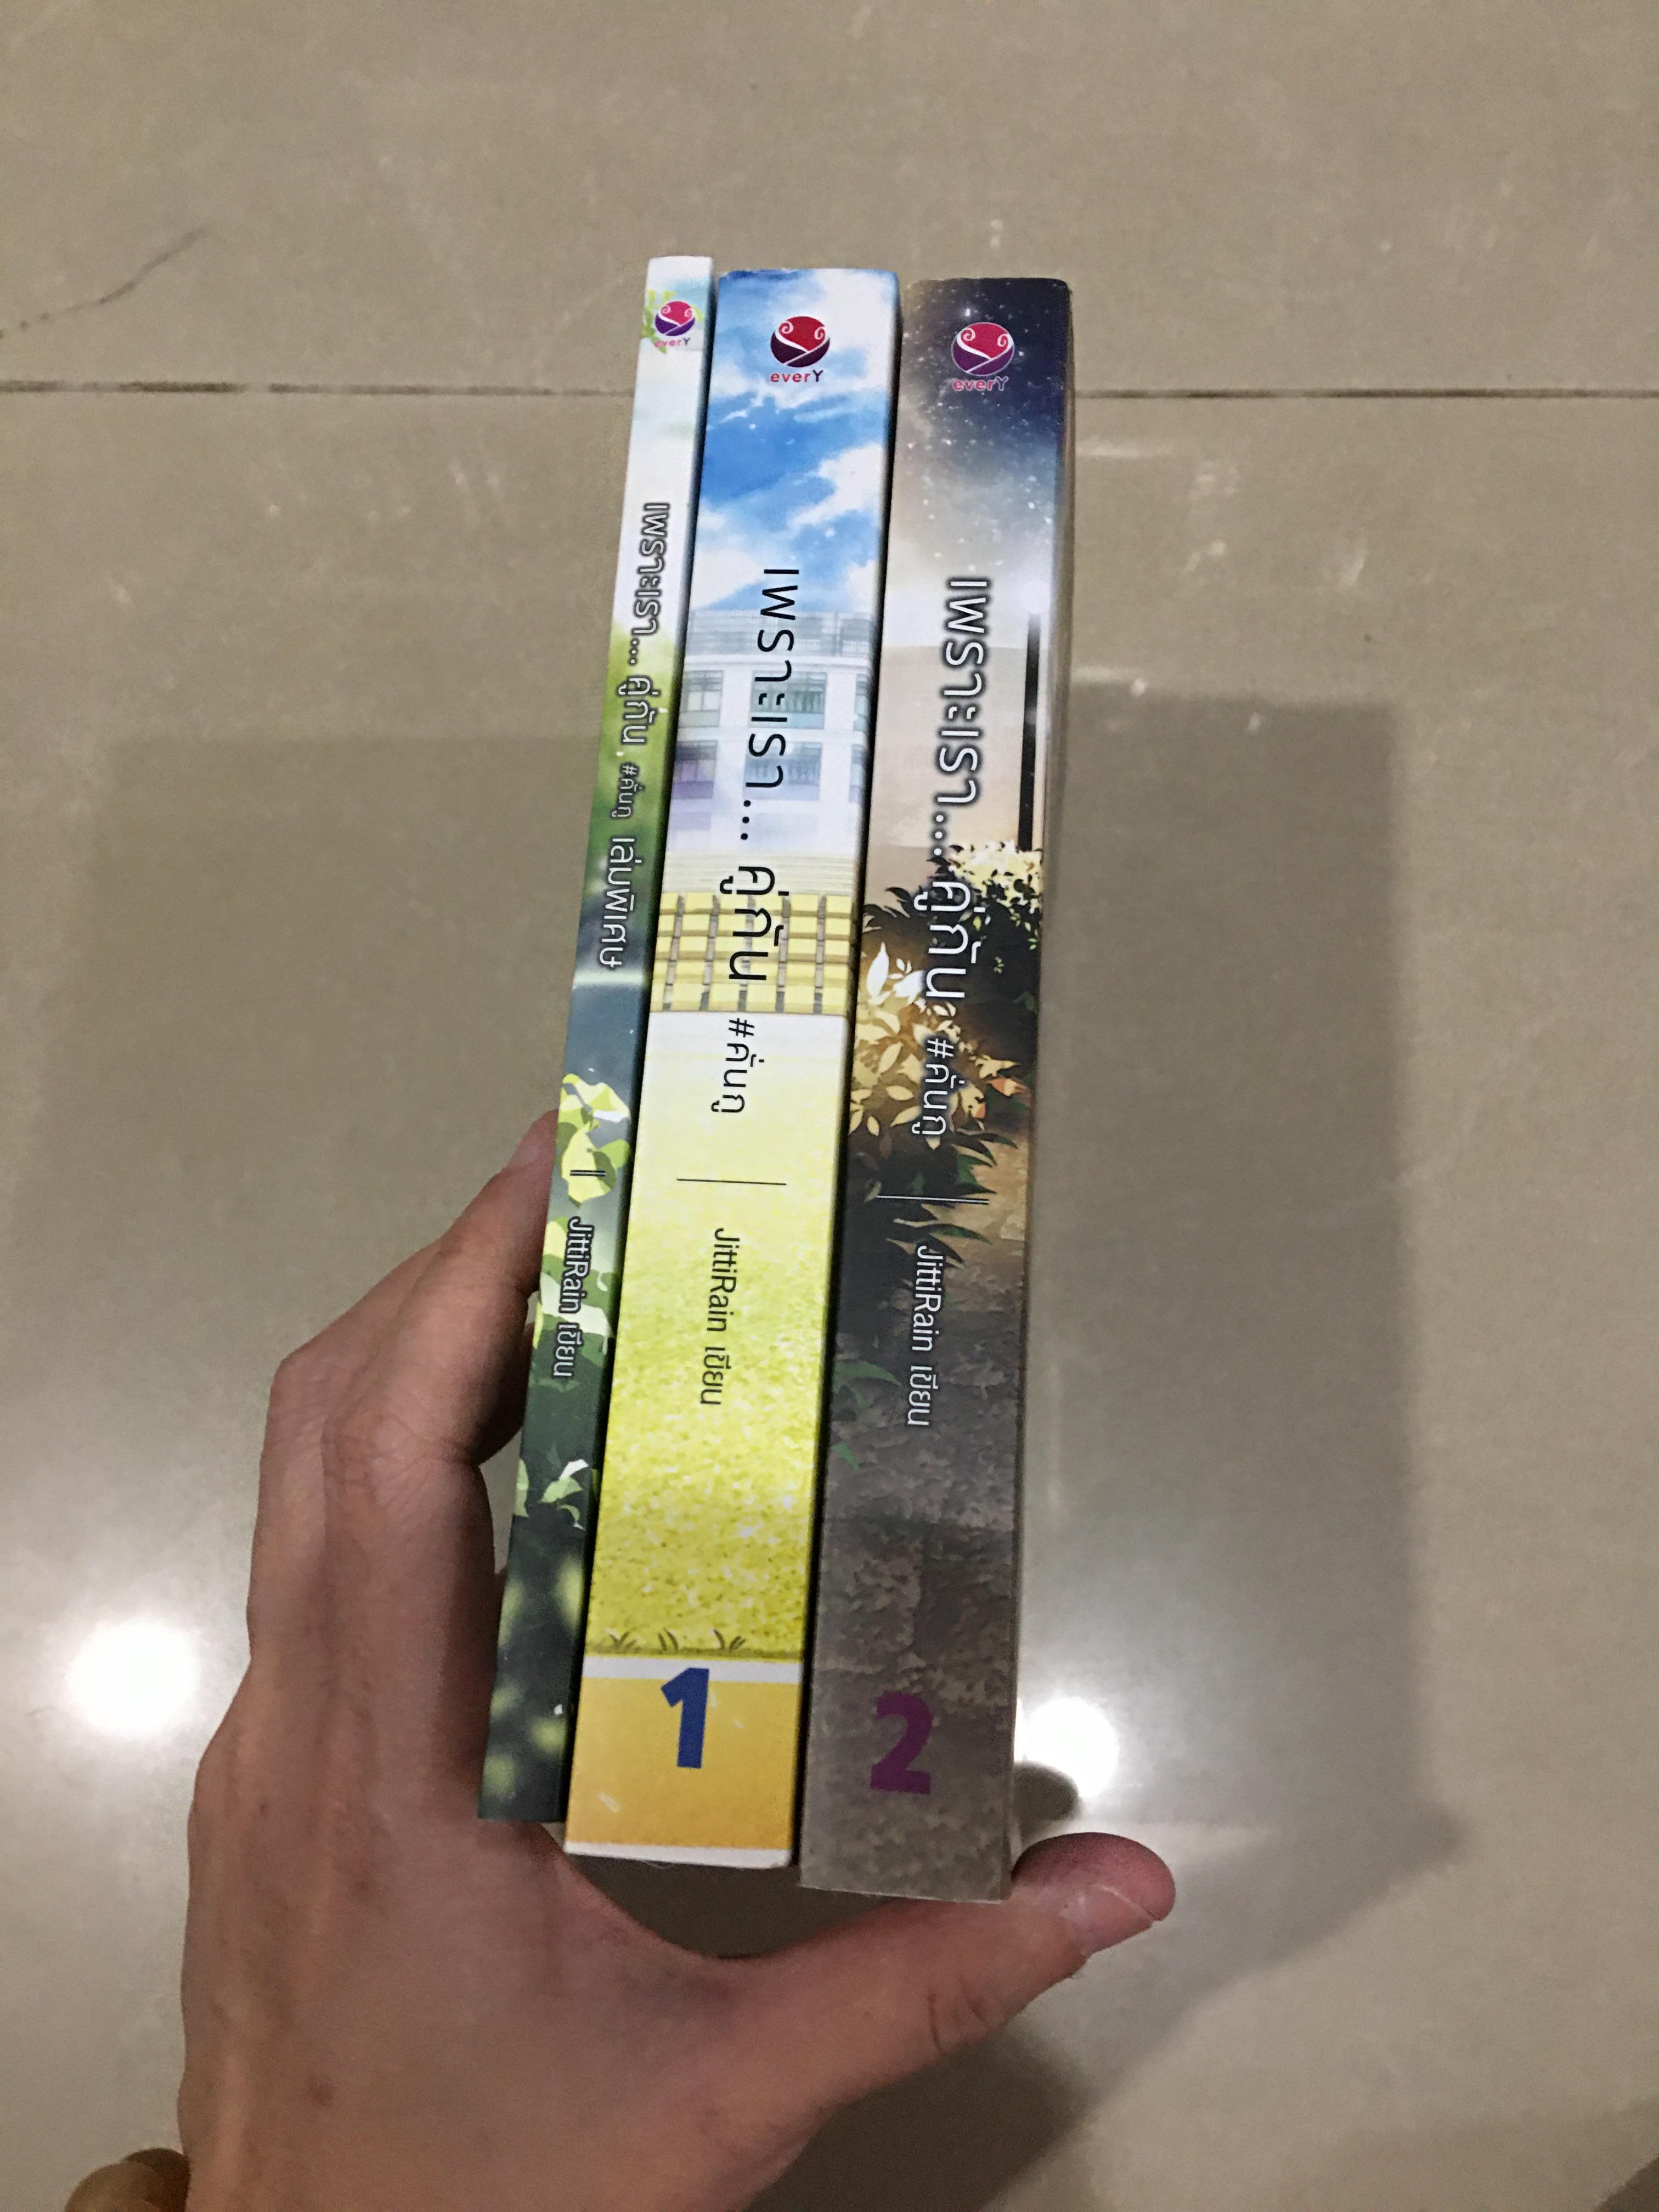 everY
เพราะเรา... คู่กัน #คั่นกู เล่มพิเศษ
JittiRain เขียน
everY
เพราะเรา... คู่กัน #คั่นกู
JittiRain เขียน
1
everY
เพราะเรา... คู่กัน #คั่นกู
JittiRain เขียน
2